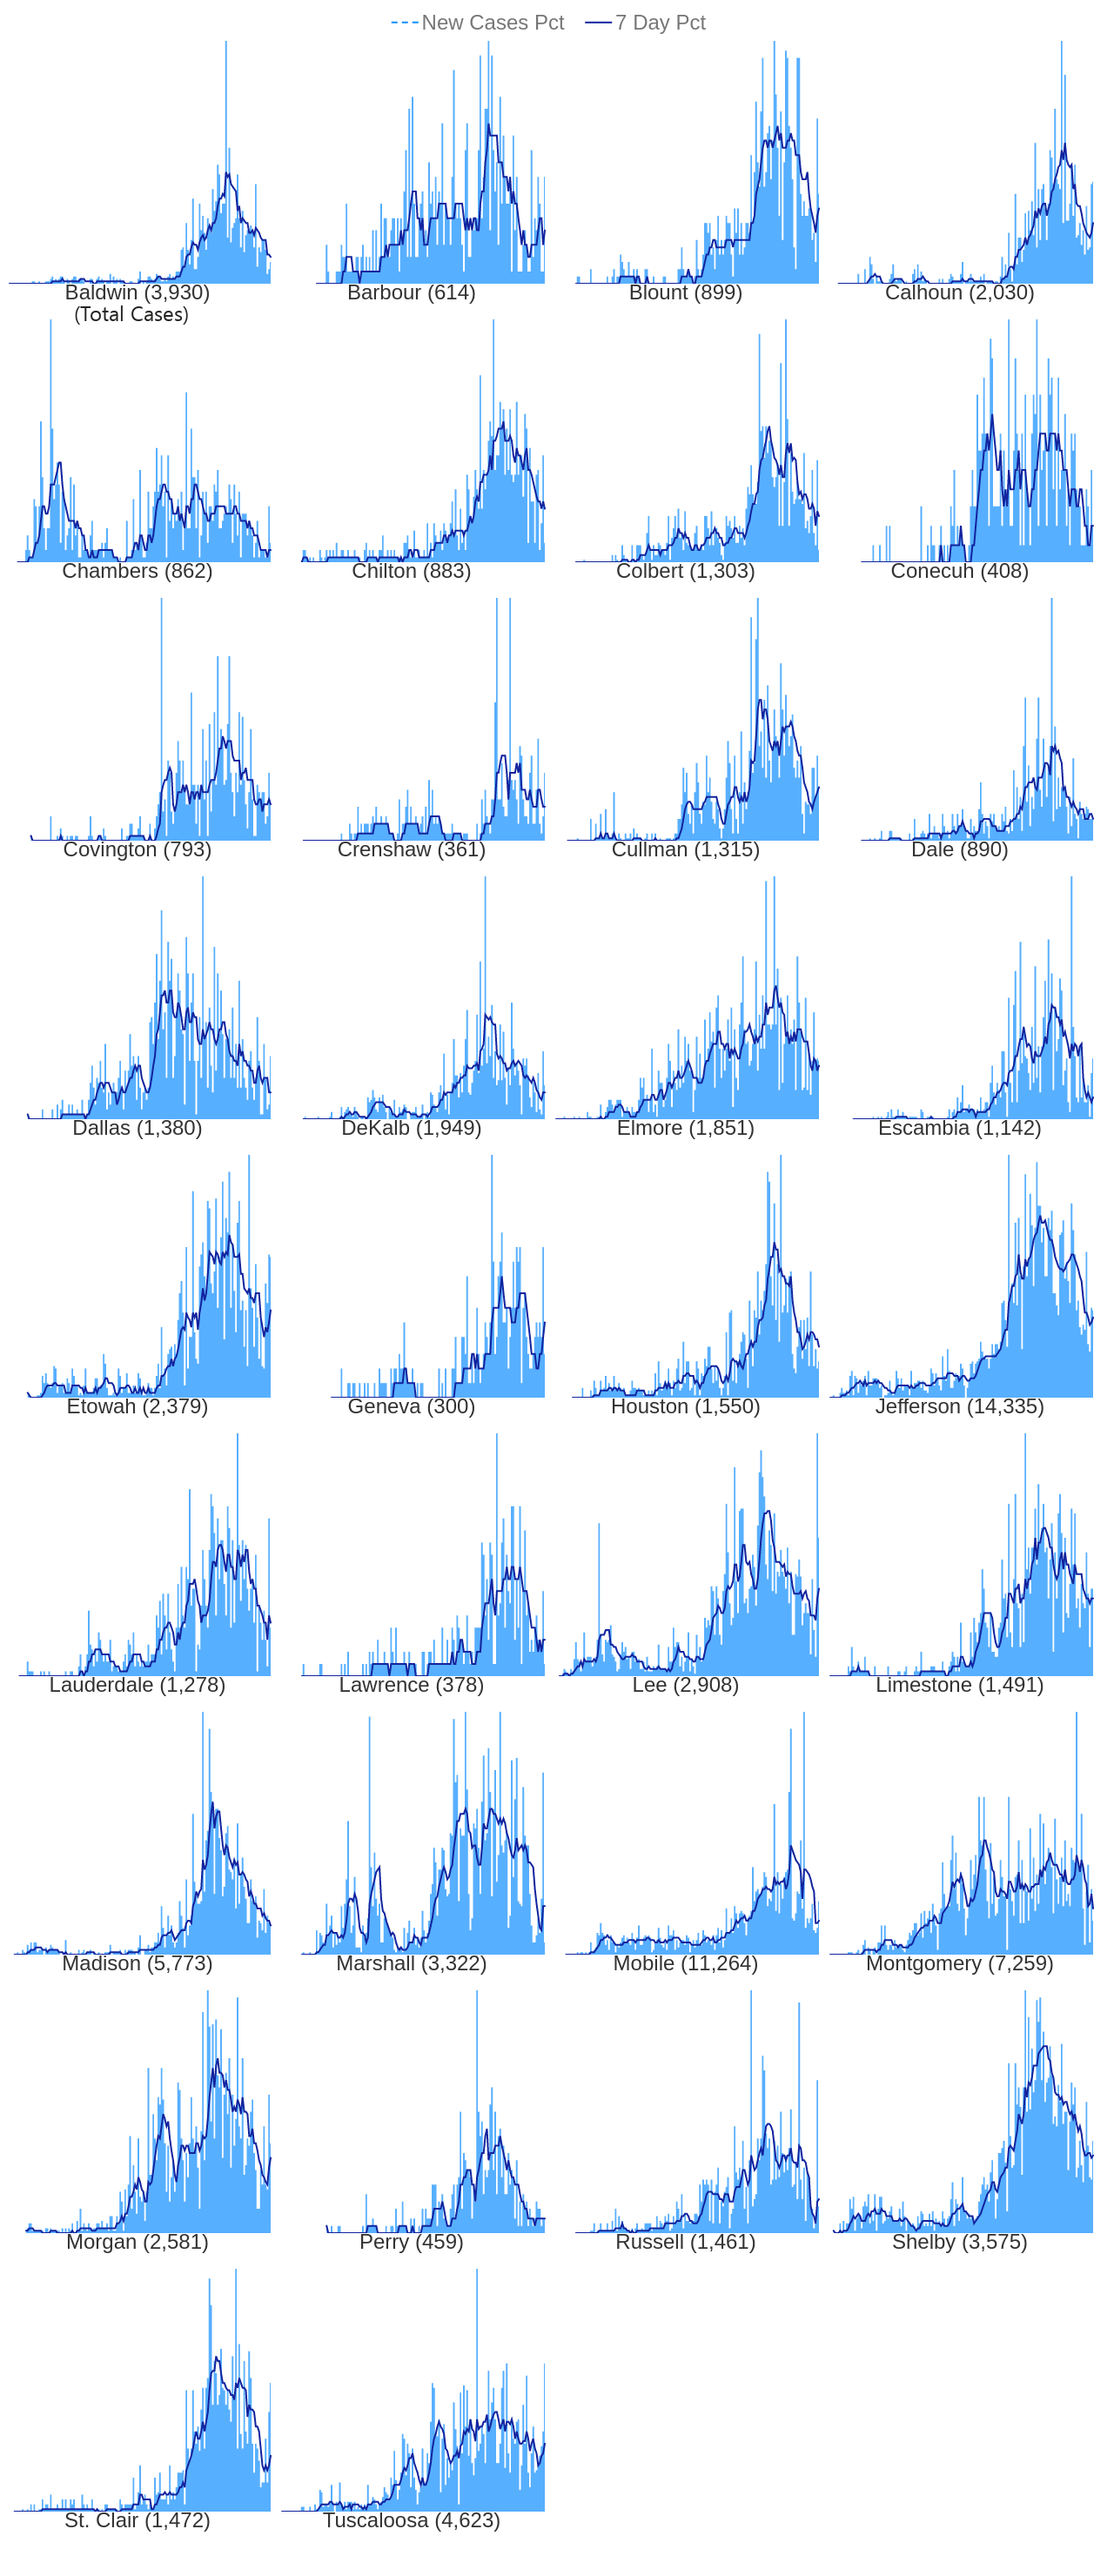 New Cases Pct 7 Day Pct
Baldwin (3,930) Barbour (614) Blount (899) Calhoun (2,030)
(Total Cases)
Chambers (862) Chilton (883) Colbert (1,303) Conecuh (408)
Covington (793) Crenshaw (361) Cullman (1,315) Dale (890)
Dallas (1,380) DeKalb (1,949) Elmore (1,851) Escambia (1,142)
Etowah (2,379) Geneva (300) Houston (1,550) Jefferson (14,335)
Lauderdale (1,278) Lawrence (378) Lee (2,908) Limestone (1,491)
Madison (5,773) Marshall (3,322) Mobile (11,264) Montgomery (7,259)
Morgan (2,581) Perry (459) Russell (1,461) Shelby (3,575)
St. Clair (1,472) Tuscaloosa (4,623)